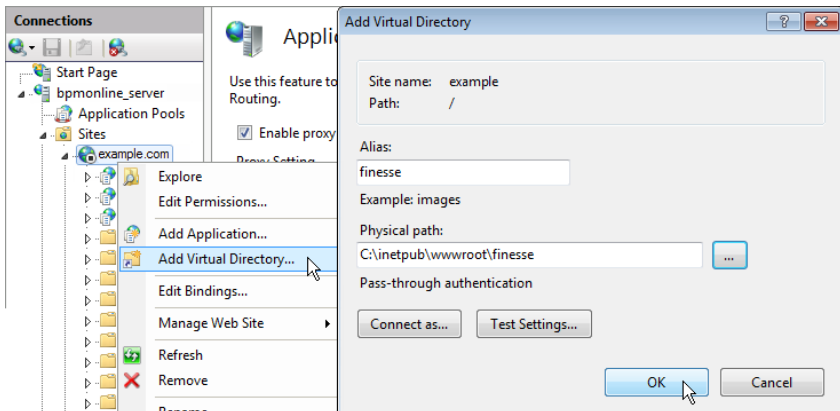 Connections
Start Page
bpmonline_server
Application Pools
Sites
example.com
Explore
Edit Permissions...
Add Application...
Add Virtual Directory...
Edit Bindings...
Manage Web Site
Refresh
Remove
Use this feature to
Routing.
Enable proxy
Add Virtual Directory
Site name: example
Path: /
Alias:
finesse
Example: images
Physical path:
C:\inetpub\wwwroot\finesse
...
Pass-through authentication
Connect as... Test Settings...
OK Cancel